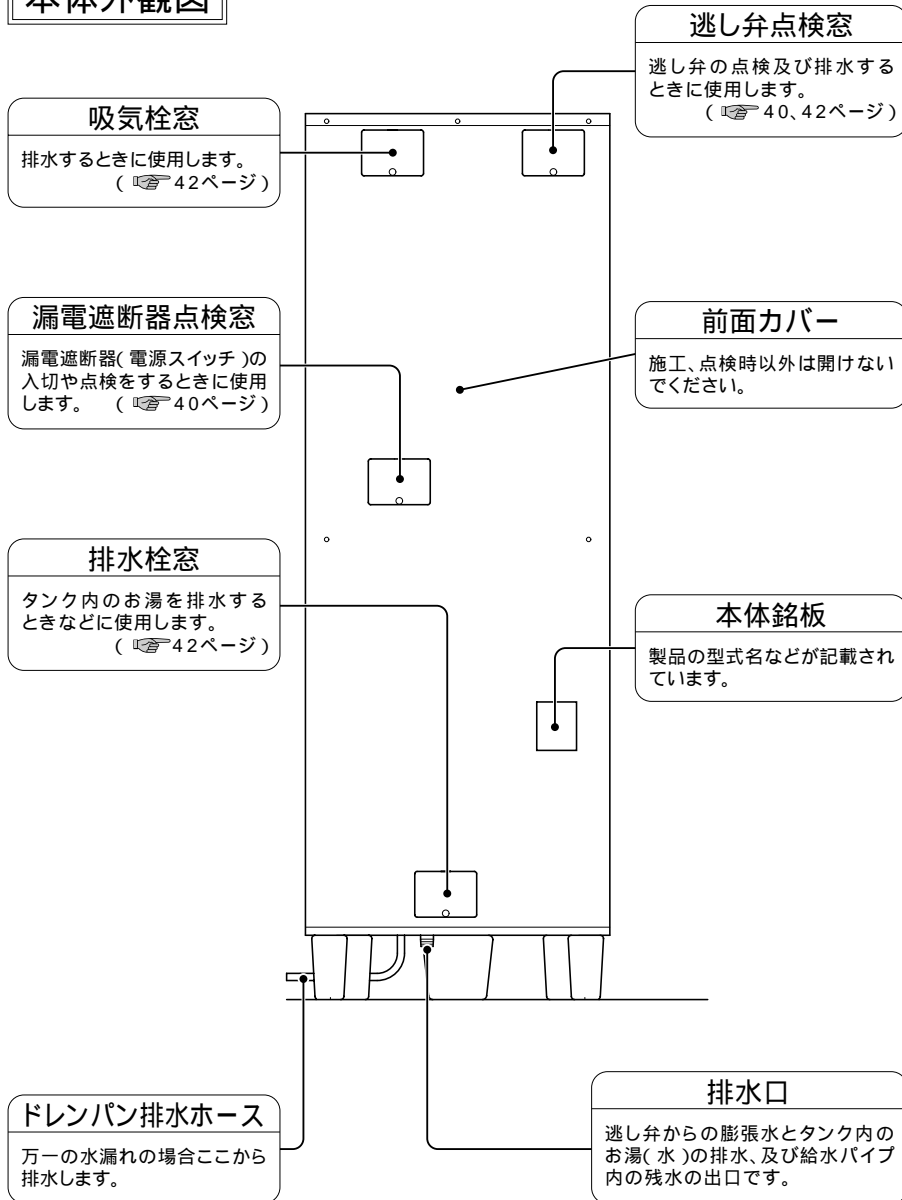 本体外観図
逃し弁点検窓
逃し弁の点検及び排水する
ときに使用します。
(☞40、42ページ)
吸気栓窓
排水するときに使用します。
(☞42ページ)
漏電遮断器点検窓
漏電遮断器(電源スイッチ)の
入切や点検をするときに使用
します。 (☞40ページ)
前面カバー
施工、点検時以外は開けない
でください。
排水栓窓
タンク内のお湯を排水する
ときなどに使用します。
(☞42ページ)
本体銘板
製品の型式名などが記載され
ています。
ドレンパン排水ホース
万一の水漏れの場合ここから
排水します。
排水口
逃し弁からの膨張水とタンク内の
お湯(水)の排水、及び給水パイプ
内の残水の出口です。